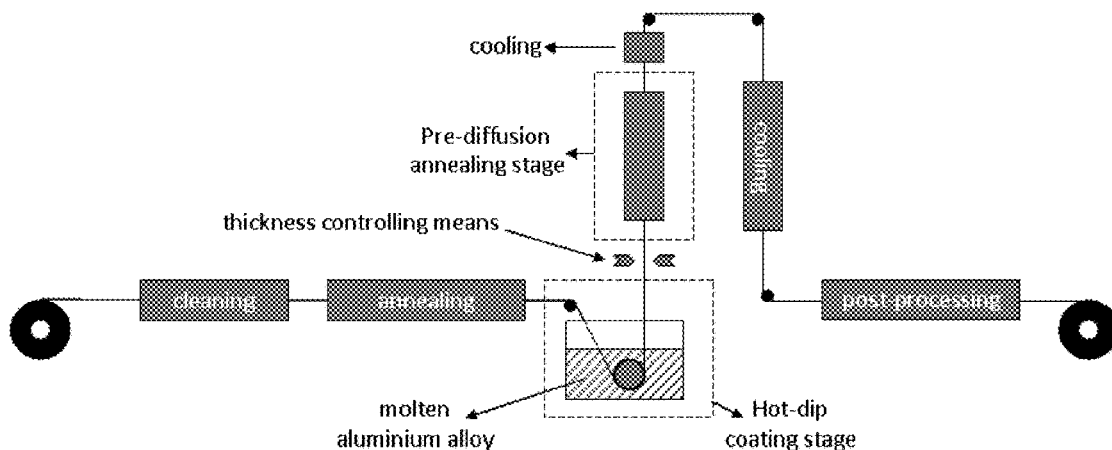 cooling
Pre-diffusion
annealing stage
cooling
thickness controlling means
cleaning
annealing
post-processing
molten
aluminium alloy
Hot-dip
coating stage